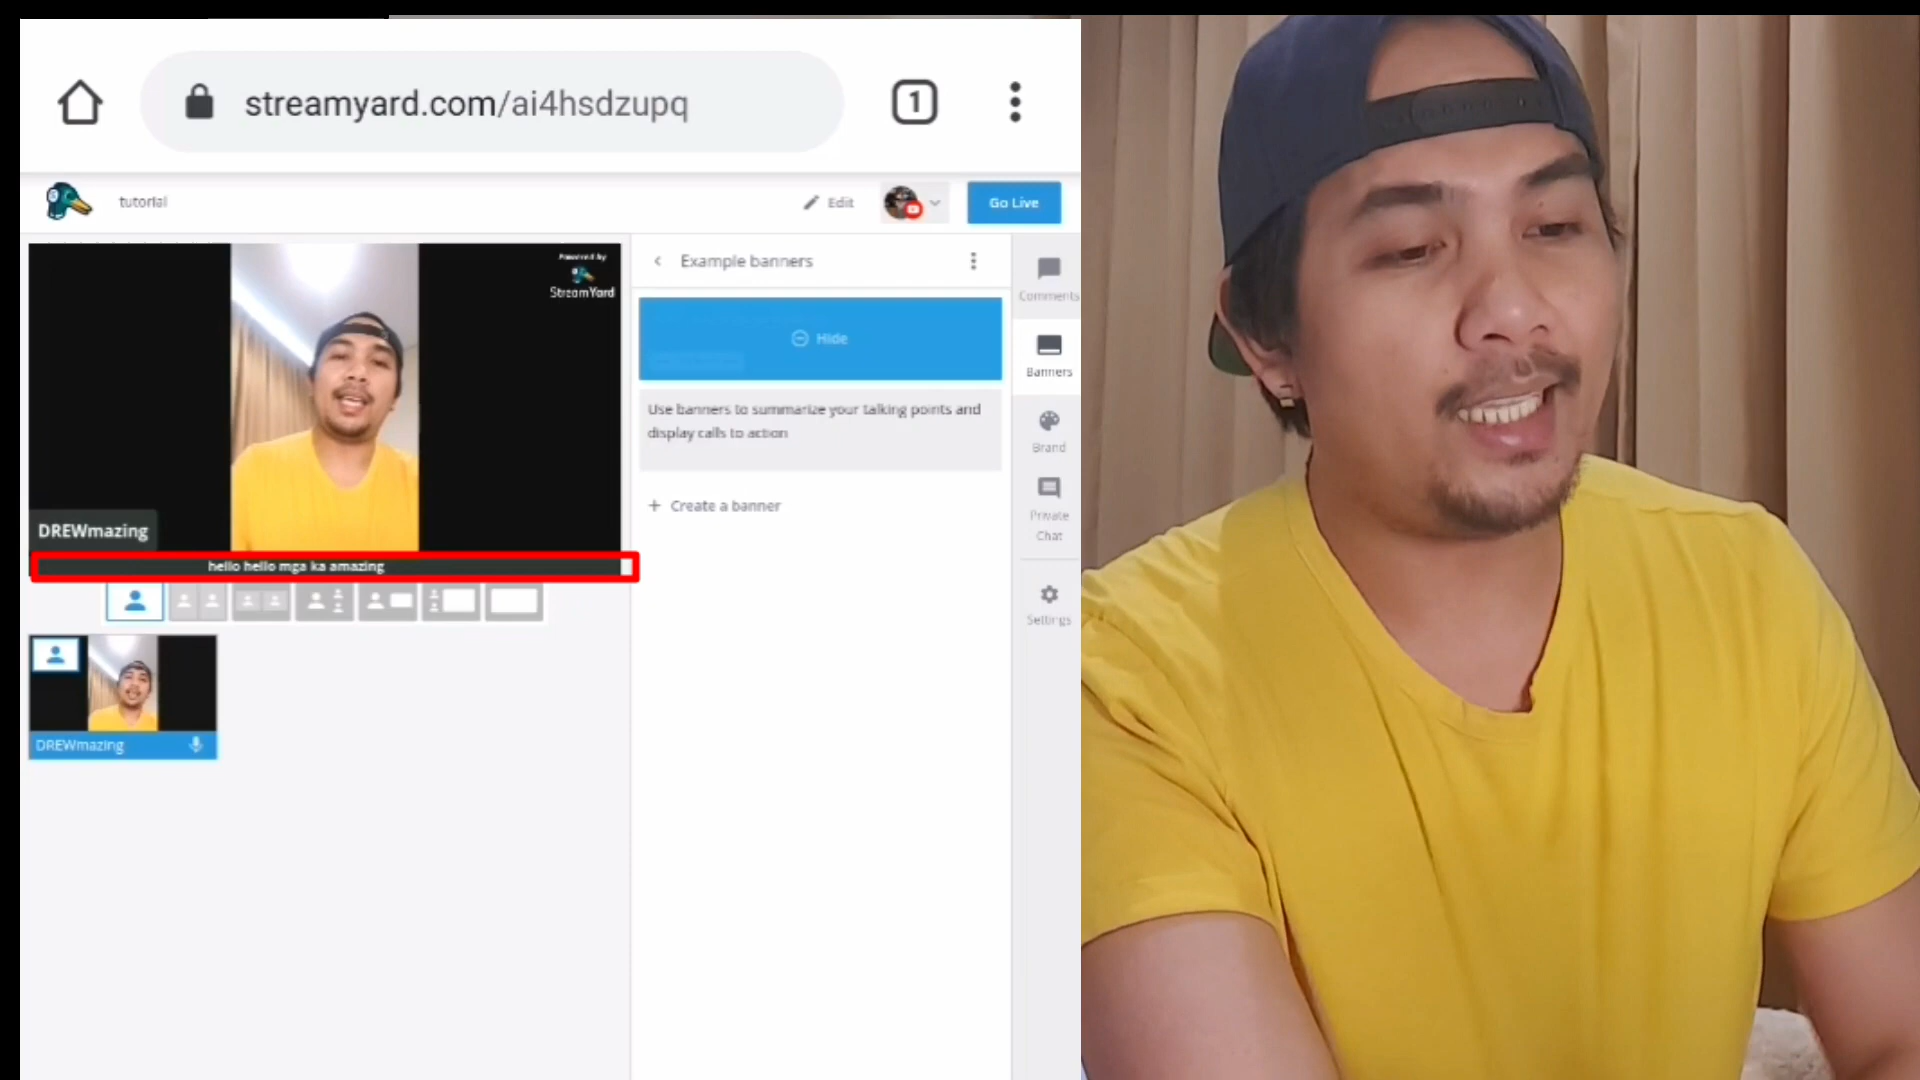 streamyard.com/ai4hsdzupq
1
tutorial
Edit
Go Live
Powered by
StreamYard
DREWmazing
hello hello mga ka amazing
DREWmazing
Example banners
Hide
Use banners to summarize your talking points and
display calls to action
+ Create a banner
Comments
Banners
Brand
Private
Chat
Settings